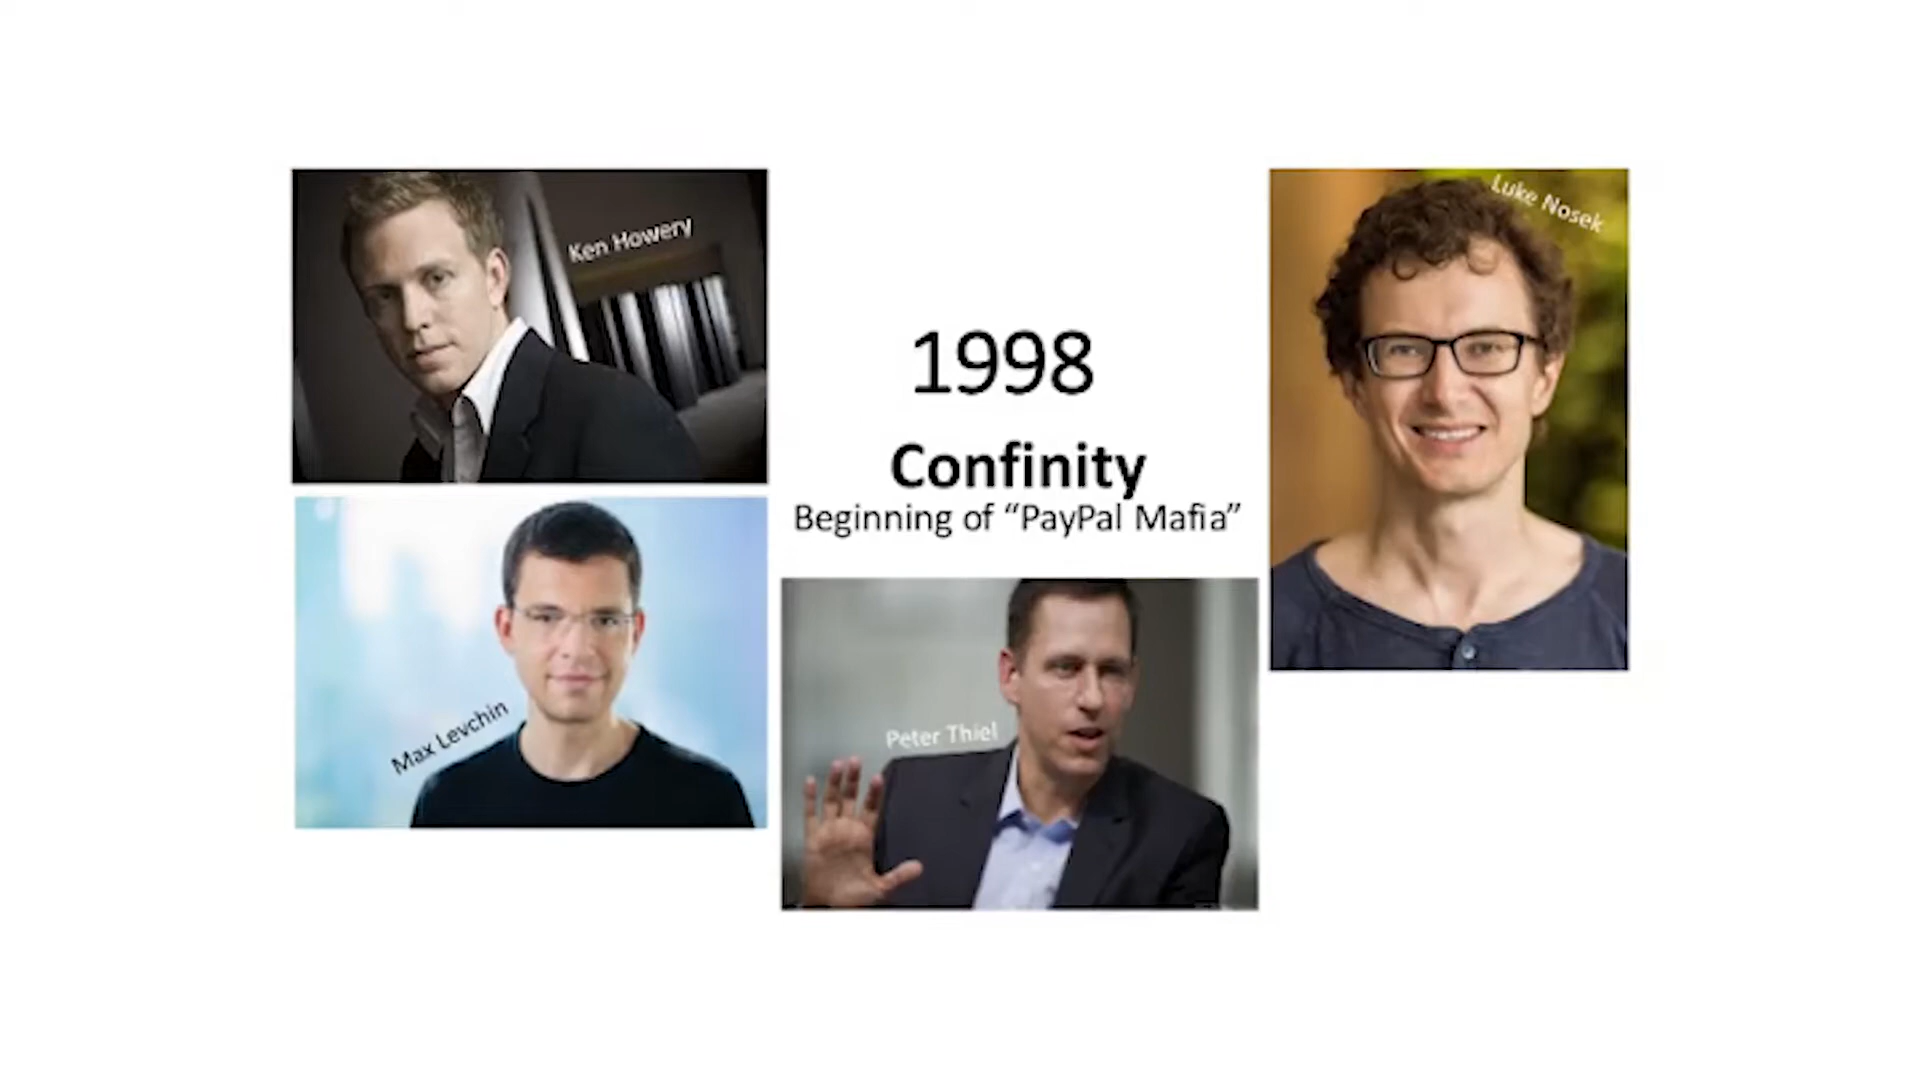 Ken Howery
Luke Nosek
1998
Confinity
Beginning of “PayPal Mafia”
Max Levchin
Peter Thiel